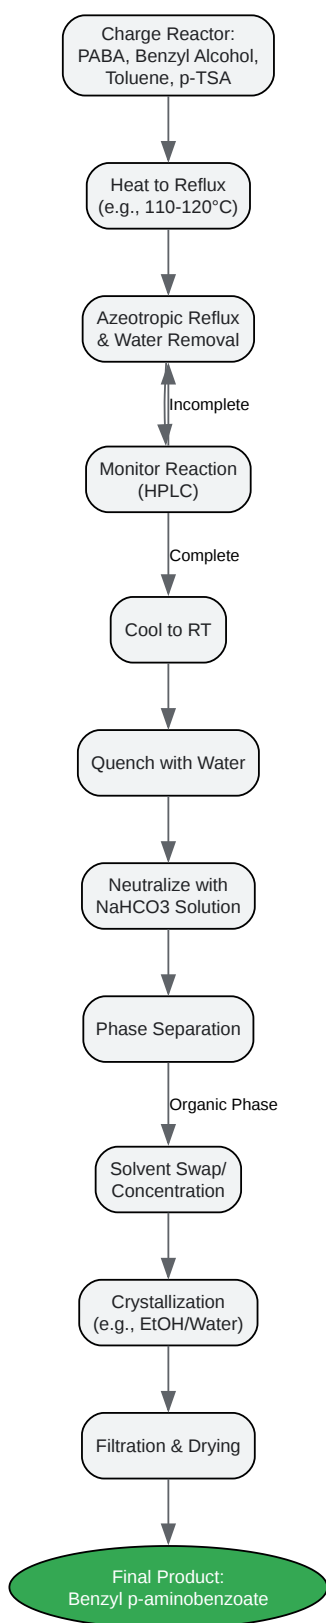 Charge Reactor:
PABA, Benzyl Alcohol,
Toluene, p-TSA
Heat to Reflux
(e.g., 110-120°C)
Azeotropic Reflux
& Water Removal
Incomplete
Monitor Reaction
(HPLC)
Complete
Cool to RT
Quench with Water
Neutralize with
NaHCO3 Solution
Phase Separation
Organic Phase
Solvent Swap/
Concentration
Crystallization
(e.g., EtOH/Water)
Filtration & Drying
Final Product:
Benzyl p-aminobenzoate